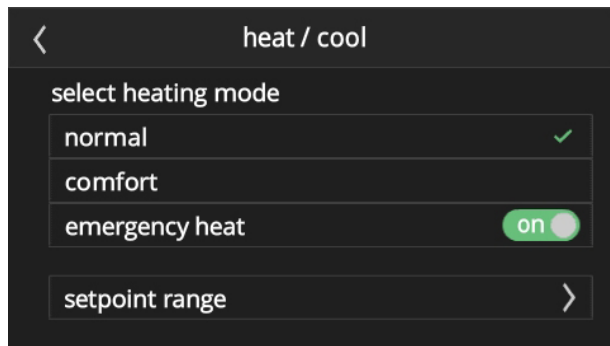 heat / cool
select heating mode
normal
comfort
emergency heat on
setpoint range